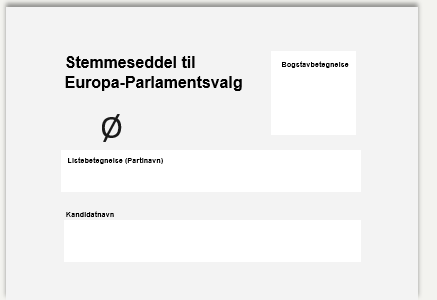 Stemmeseddel til
Europa-Parlamentsvalg
Bogstavbetegnelse
Ø
Listebetegnelse (Partinavn)
Kandidatnavn